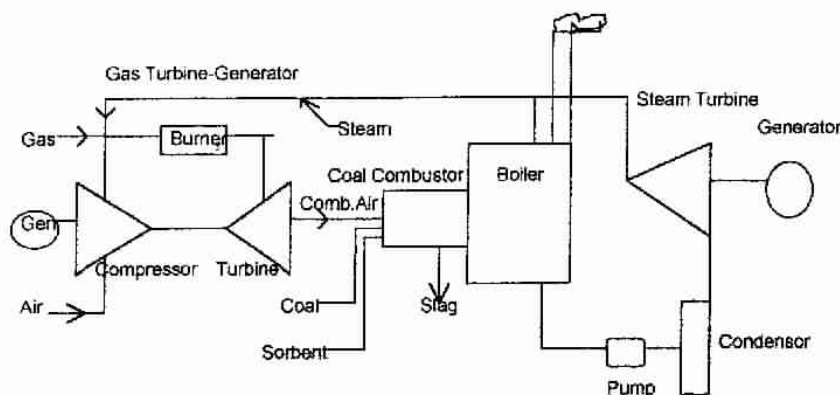 Gas Turbine-Generator
Steam Turbine
Generator
Gas
Burner
Steam
Coal Combustor
Boiler
Comb.Air
Gen
Compressor
Turbine
Air
Coal
Slag
Sorbent
Condensor
Pump